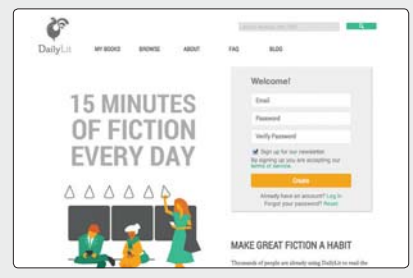 DailyLit
MY BOOKS BROWSE ABOUT FAQ BLOG
Welcome!
Email
Password
Verify Password
Sign up for our newsletter
By signing up you are accepting our
terms of service
Create
Already have an account? Log in
Forgot your password? Reset
15 MINUTES
OF FICTION
EVERY DAY
MAKE GREAT FICTION A HABIT
Thousands of people are already using DailyLit to read the